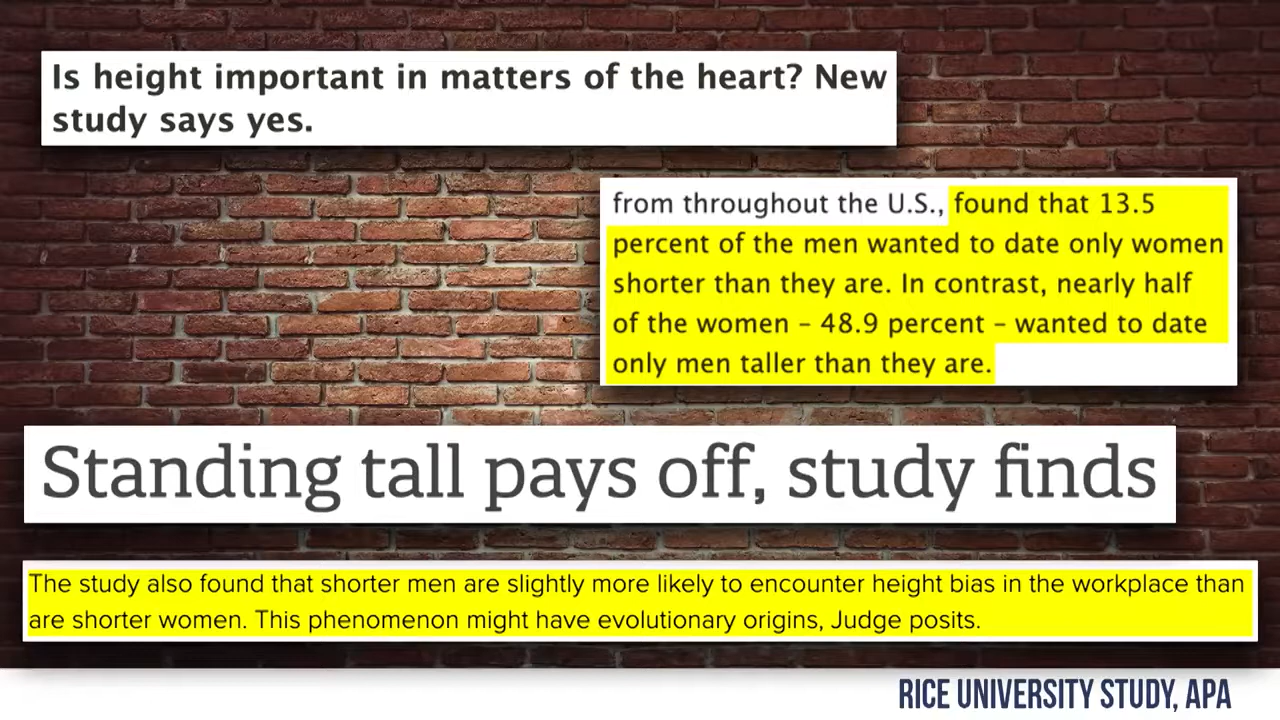 Is height important in matters of the heart? New
study says yes.
from throughout the U.S., found that 13.5
percent of the men wanted to date only women
shorter than they are. In contrast, nearly half
of the women – 48.9 percent – wanted to date
only men taller than they are.
Standing tall pays off, study finds
The study also found that shorter men are slightly more likely to encounter height bias in the workplace than
are shorter women. This phenomenon might have evolutionary origins, Judge posits.
RICE UNIVERSITY STUDY, APA